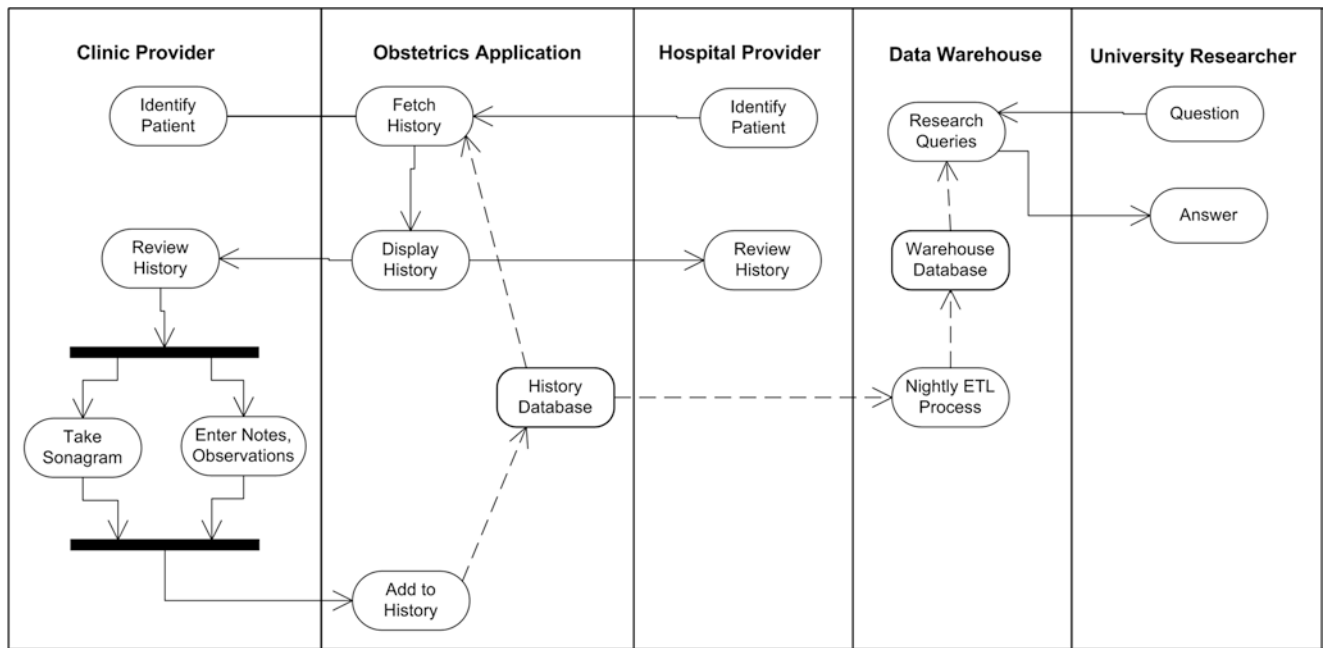 Clinic Provider
Obstetrics Application
Hospital Provider
Data Warehouse
University Researcher
Identify
Patient
Fetch
History
Identify
Patient
Research
Queries
Question
Answer
Review
History
Display
History
Review
History
Warehouse
Database
History
Database
Nightly ETL
Process
Take
Sonagram
Enter Notes,
Observations
Add to
History